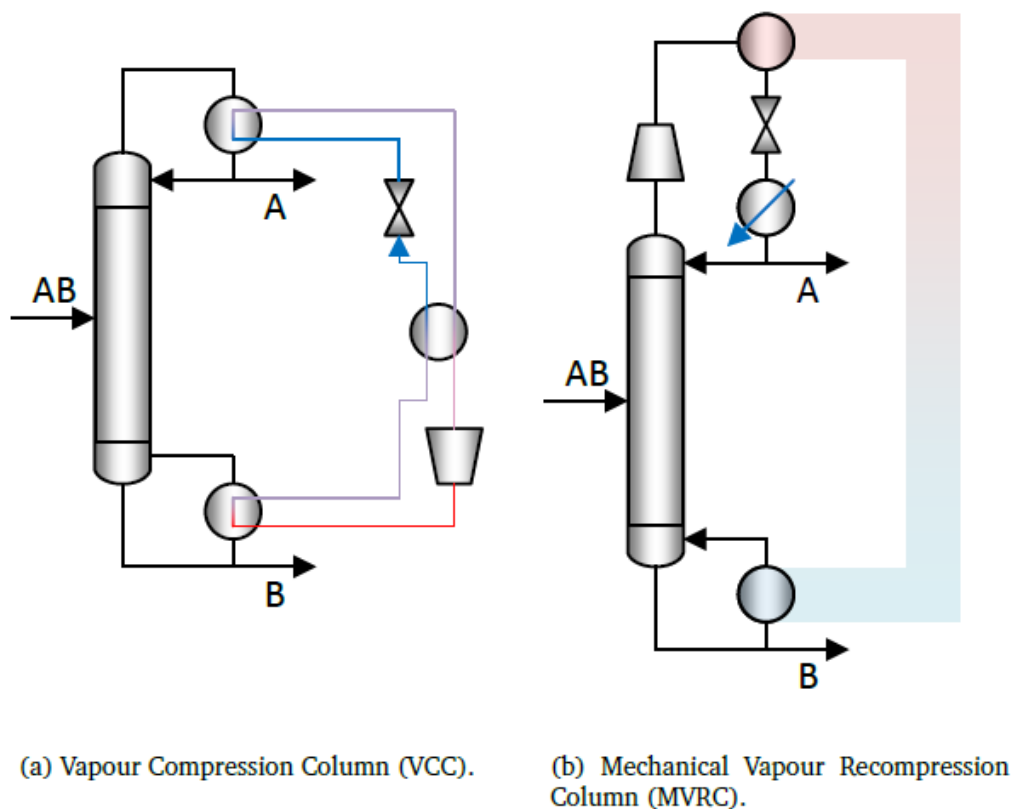 AB
A
B
AB
A
B
(a) Vapour Compression Column (VCC).
(b) Mechanical Vapour Recompression
Column (MVRC).